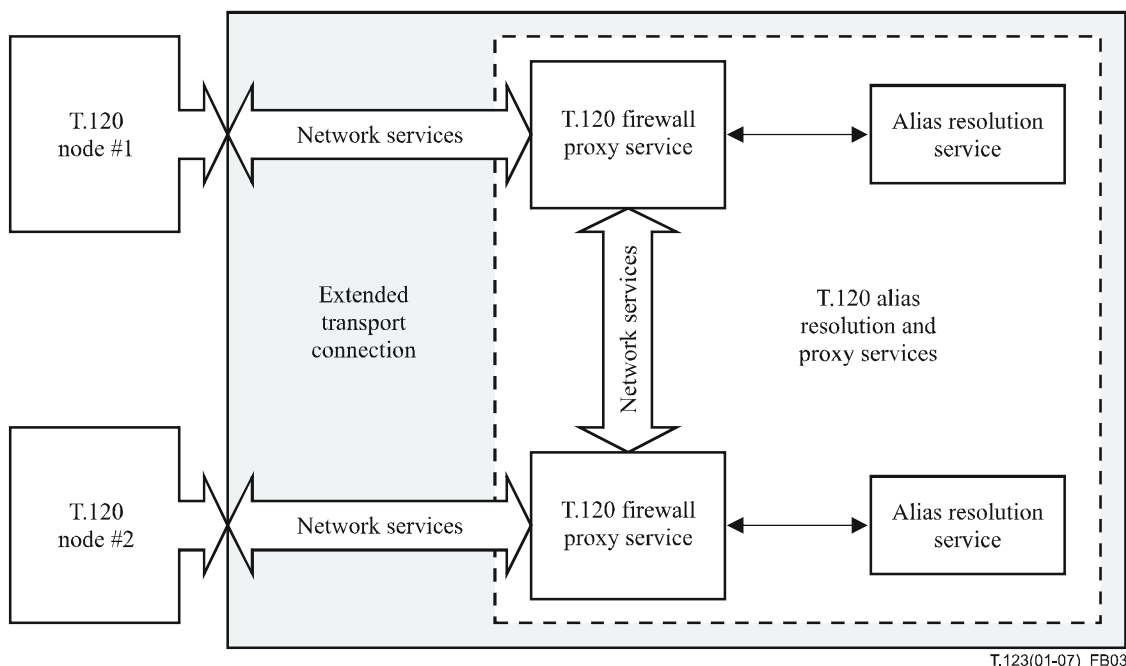 T.120
node #1
Network services
T.120 firewall
proxy service
Alias resolution
service
Extended
transport
connection
Network services
T.120 alias
resolution and
proxy services
T.120
node #2
Network services
T.120 firewall
proxy service
Alias resolution
service
T.123(01-07)_FB03